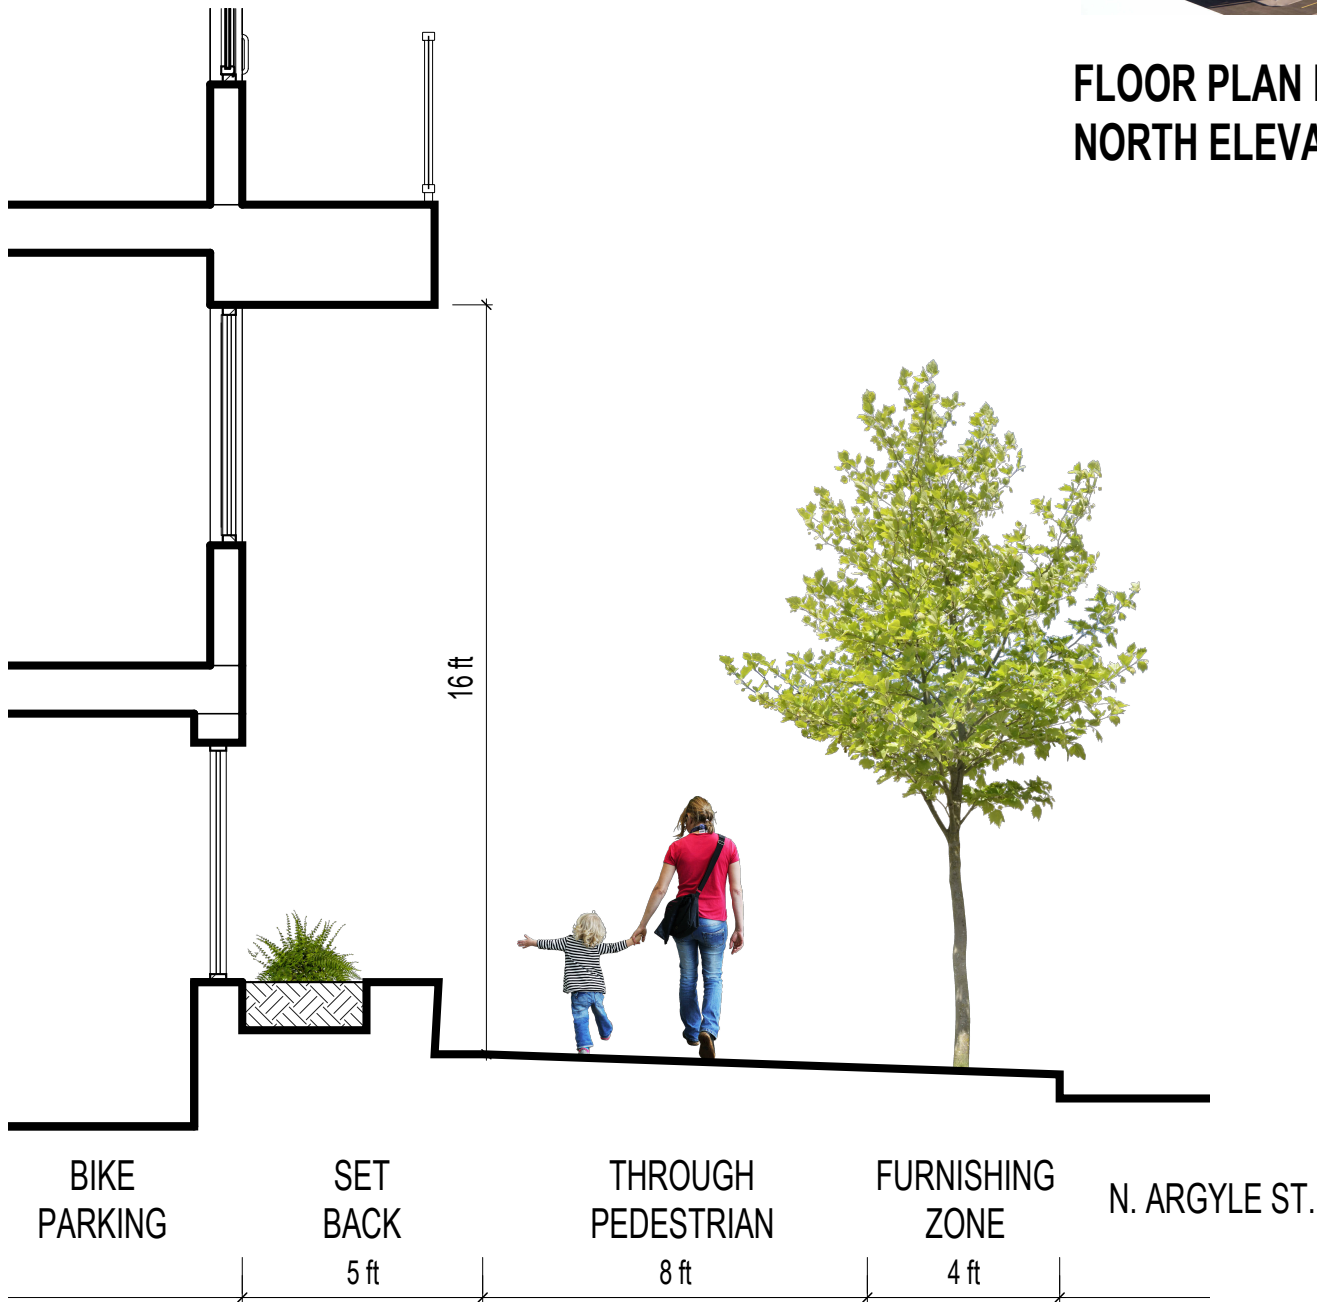 FLOOR PLAN
NORTH
16 ft
BIKE
PARKING
SET
BACK
THROUGH
PEDESTRIAN
FURNISHING
ZONE
N. ARGYLE ST.
5 ft
8 ft
4 ft